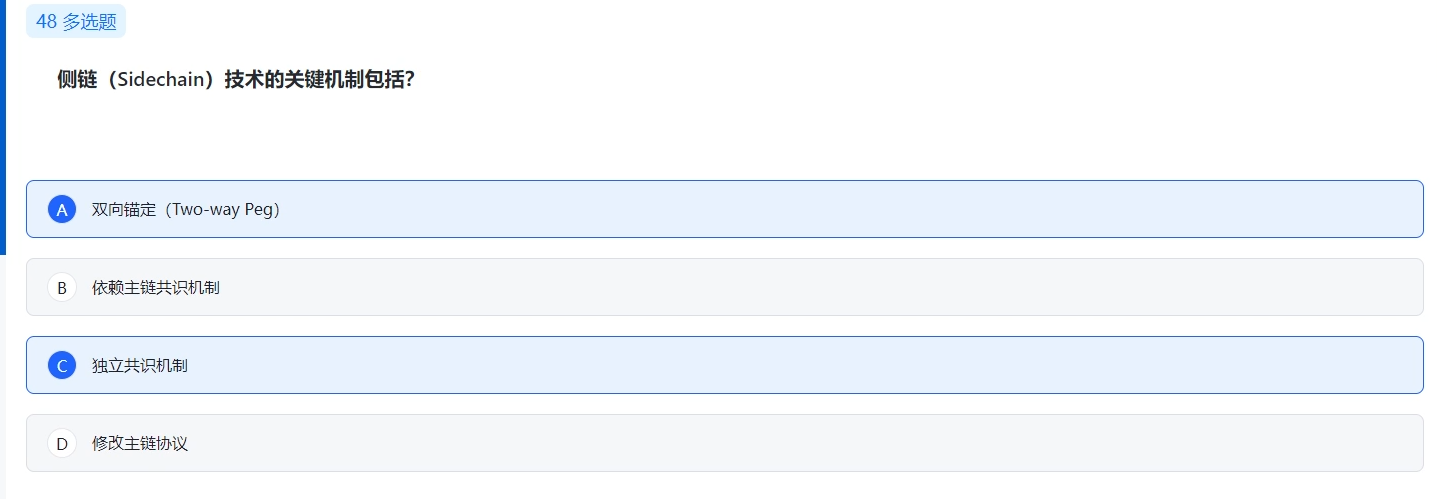 48 多选题
侧链（Sidechain）技术的关键机制包括?
A 双向锚定（Two-way Peg）
B 依赖主链共识机制
C 独立共识机制
D 修改主链协议